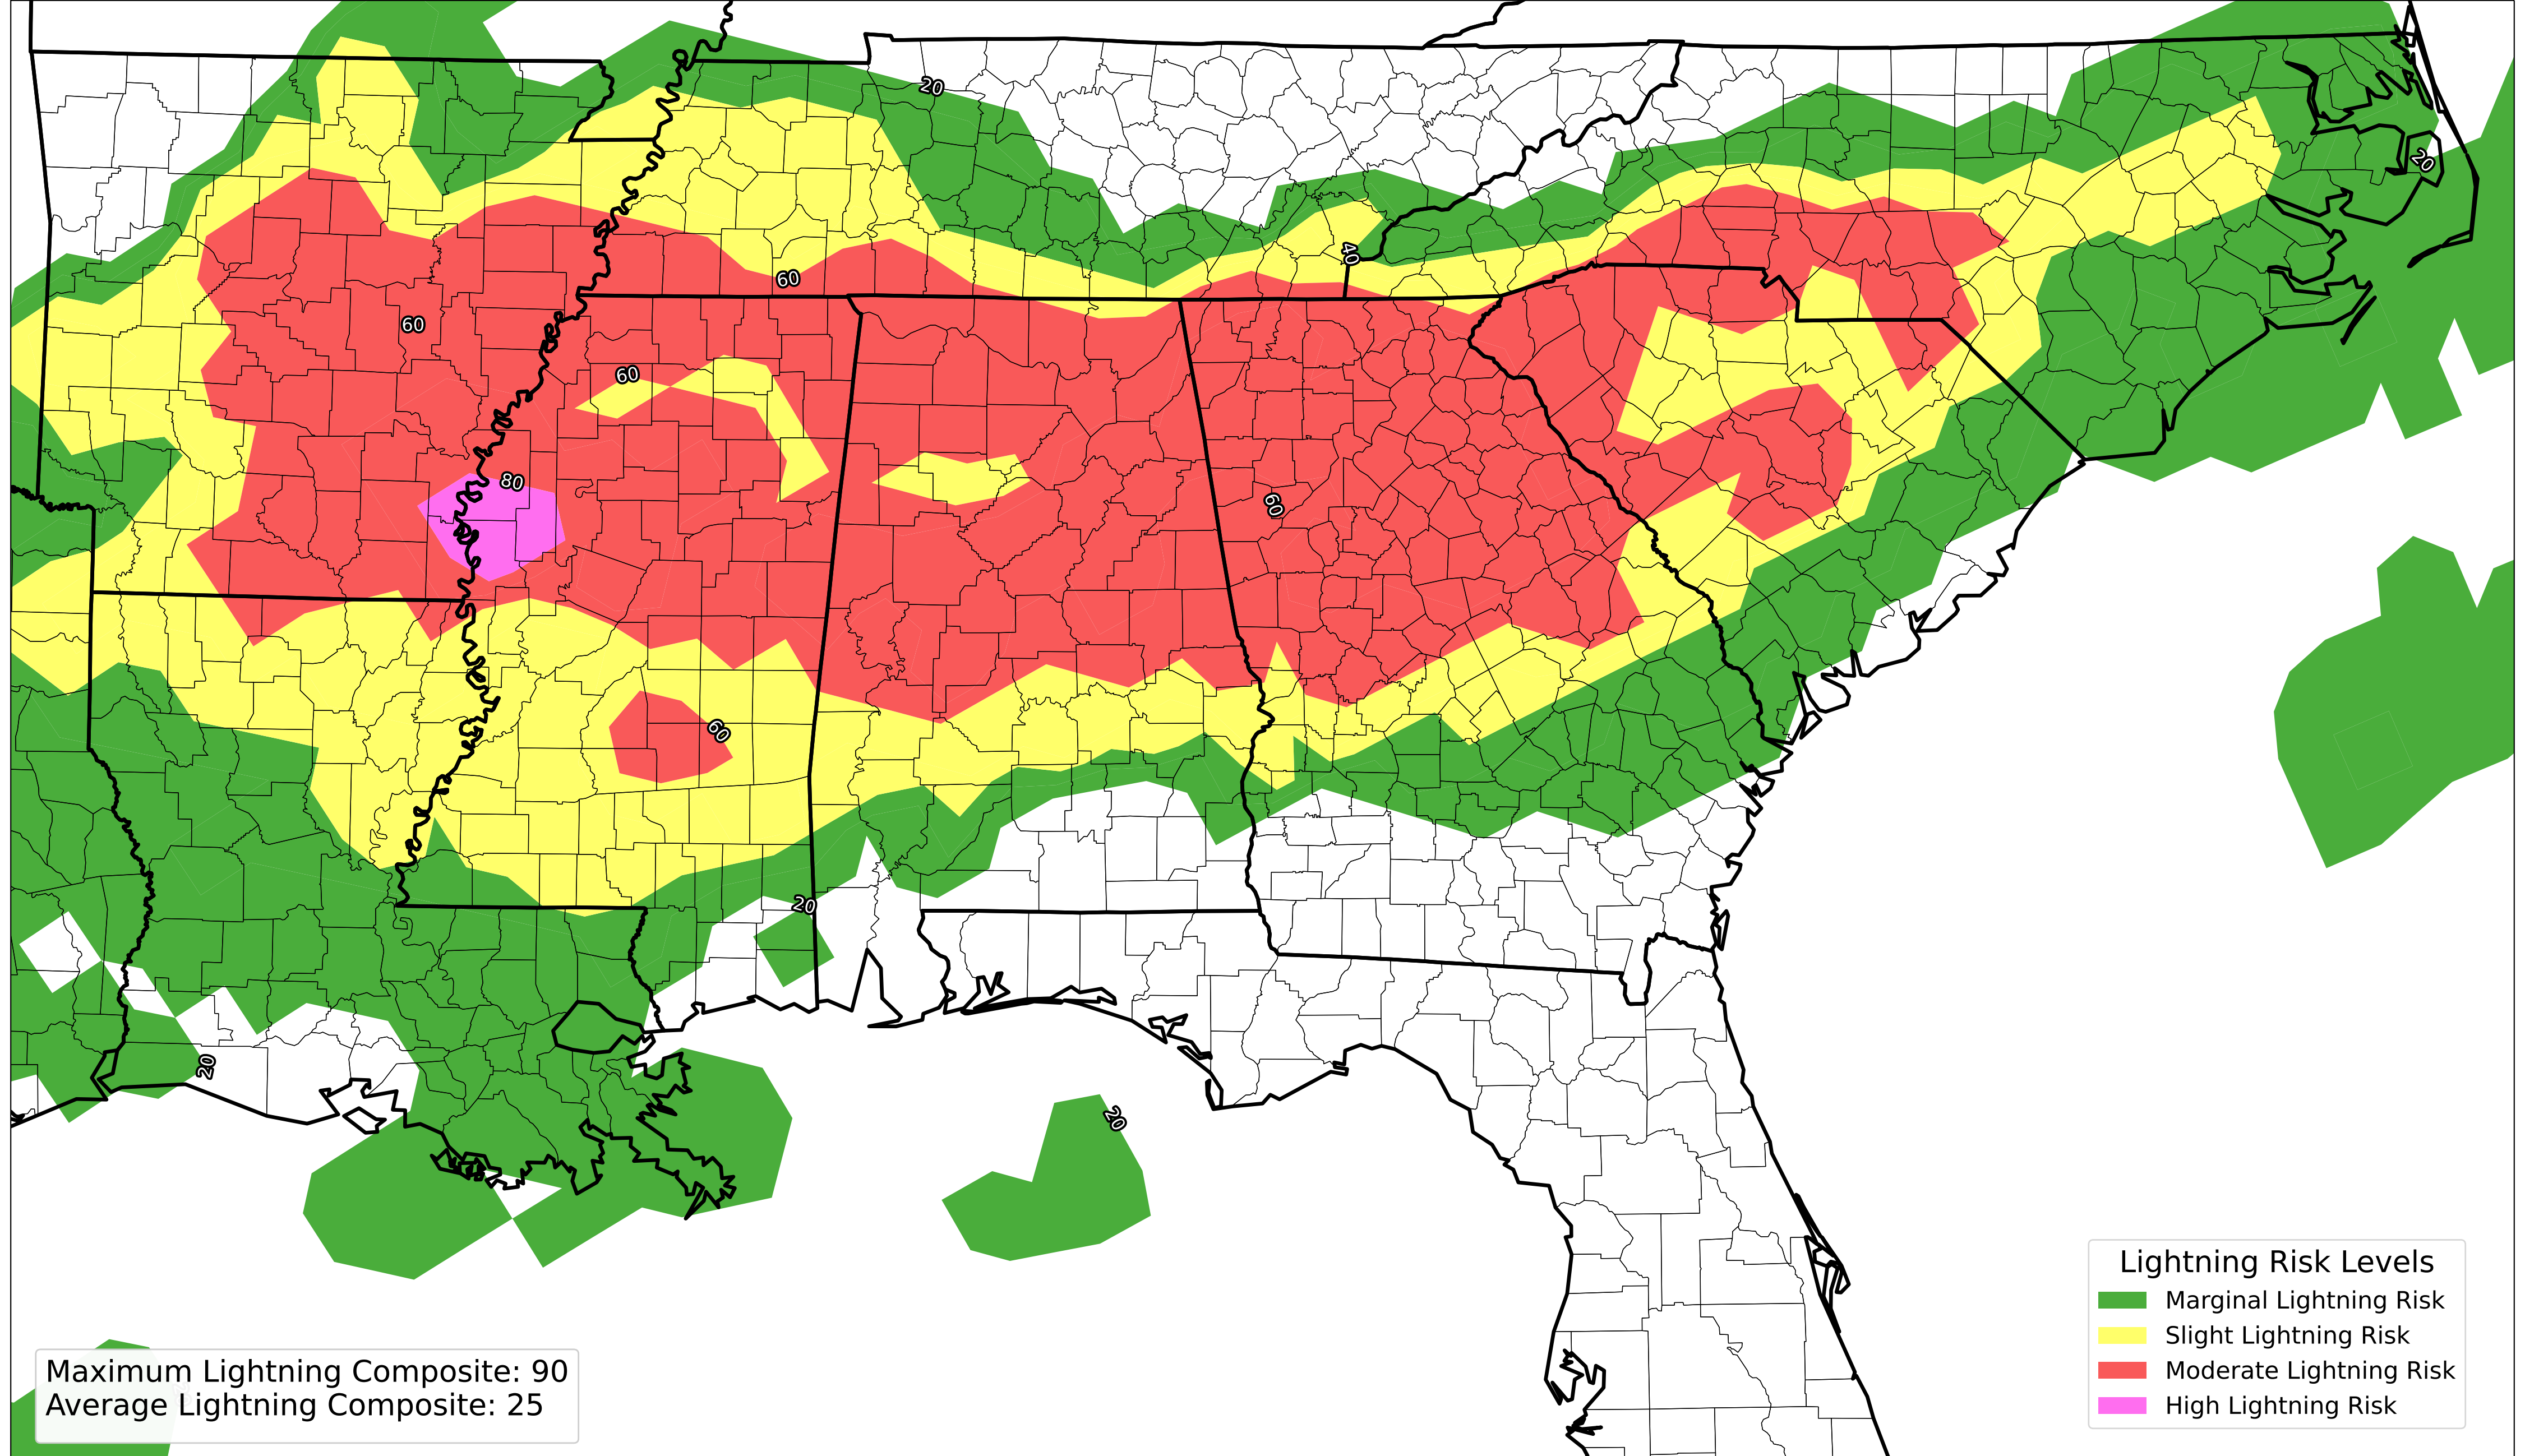 20
20
40
60
60
60
80
60
60
20
20
20
Maximum Lightning Composite: 90
Average Lightning Composite: 25
Lightning Risk Levels
Marginal Lightning Risk
Slight Lightning Risk
Moderate Lightning Risk
High Lightning Risk